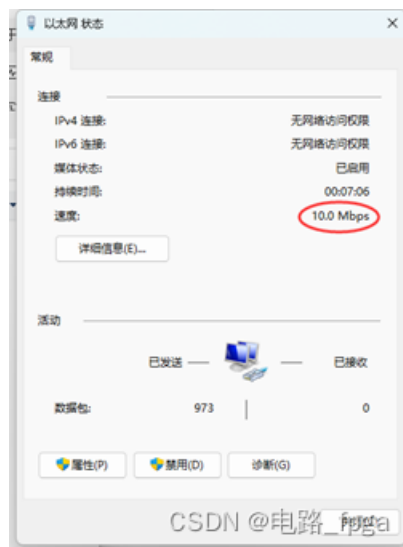 以太网 状态
常规
连接
IPv4 连接: 无网络访问权限
IPv6 连接: 无网络访问权限
媒体状态: 已启用
持续时间: 00:07:06
速度: 10.0 Mbps
详细信息(E)...
活动
已发送 已接收
数据包: 973 0
属性(P) 禁用(D) 诊断(G)
CSDN @电路_fpga